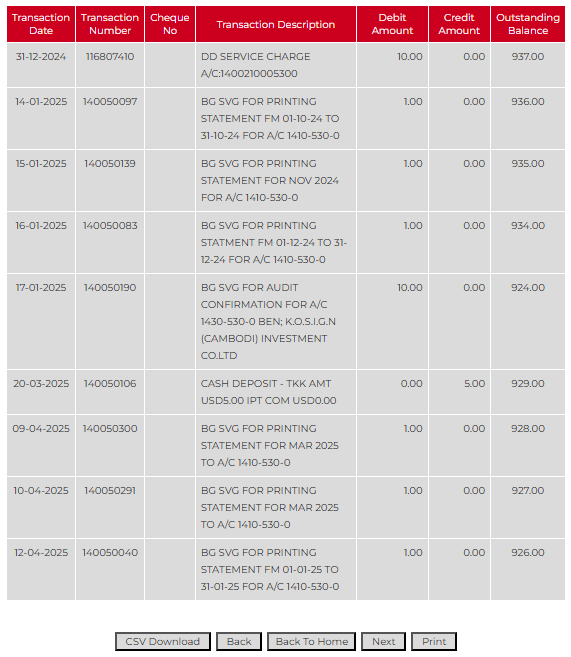 Transaction Date Transaction Number Cheque No Transaction Description Debit Amount Credit Amount Outstanding Balance
31-12-2024 116807410 DD SERVICE CHARGE 10.00 0.00 937.00
A/C:1400210005300
14-01-2025 140050097 BG SVG FOR PRINTING 1.00 0.00 936.00
STATEMENT FM 01-10-24 TO
31-10-24 FOR A/C 1410-530-0
15-01-2025 140050139 BG SVG FOR PRINTING 1.00 0.00 935.00
STATEMENT FOR NOV 2024
FOR A/C 1410-530-0
16-01-2025 140050083 BG SVG FOR PRINTING 1.00 0.00 934.00
STATMENT FM 01-12-24 TO 31-
12-24 FOR A/C 1410-530-0
17-01-2025 140050190 BG SVG FOR AUDIT 10.00 0.00 924.00
CONFIRMATION FOR A/C
1430-530-0 BEN; K.O.S.I.G.N
(CAMBODI) INVESTMENT
CO.LTD
20-03-2025 140050106 CASH DEPOSIT - TKK AMT 0.00 5.00 929.00
USD5.00 IPT COM USD0.00
09-04-2025 140050300 BG SVG FOR PRINTING 1.00 0.00 928.00
STATEMENT FOR MAR 2025
TO A/C 1410-530-0
10-04-2025 140050291 BG SVG FOR PRINTING 1.00 0.00 927.00
STATEMENT FOR MAR 2025
TO A/C 1410-530-0
12-04-2025 140050040 BG SVG FOR PRINTING 1.00 0.00 926.00
STATEMENT FM 01-01-25 TO
31-01-25 FOR A/C 1410-530-0
CSV Download Back Back To Home Next Print